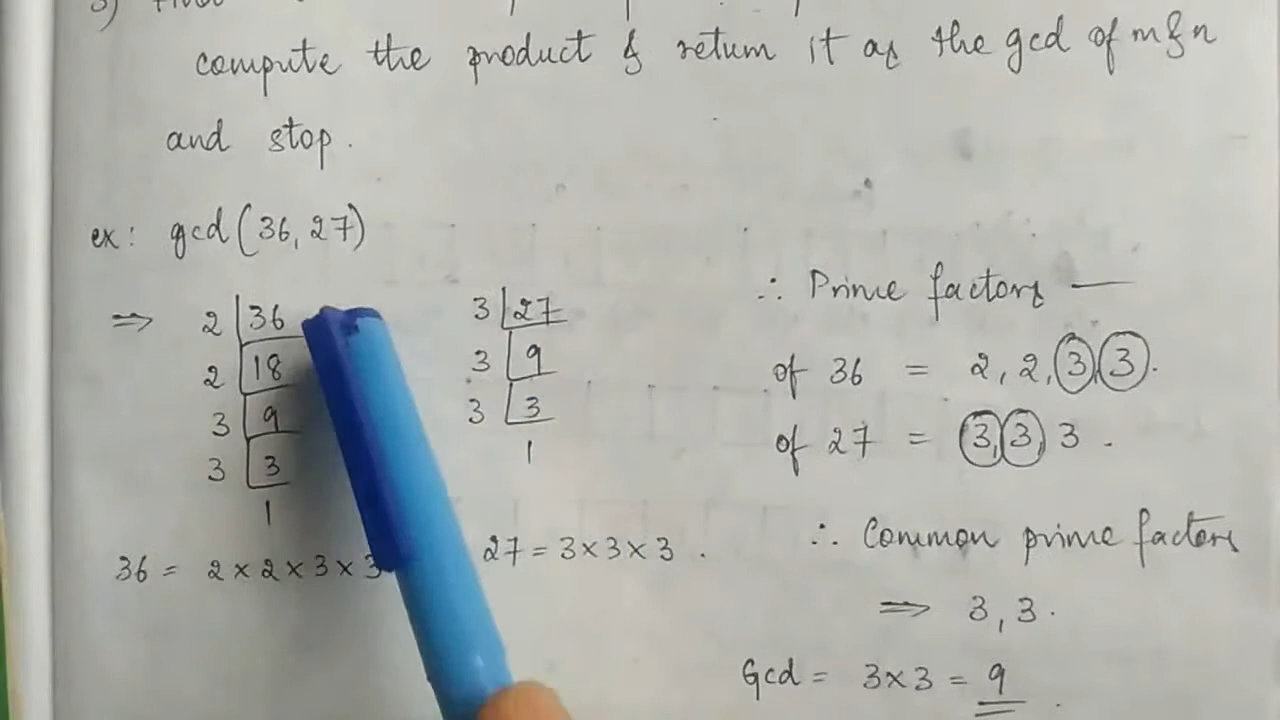 3)
compute the product & return it as the gcd of m & n
and stop.
ex: gcd(36, 27)
⇒ 2 | 36
2 | 18
3 | 9
3 | 3
1
36 = 2 × 2 × 3 × 3
3 | 27
3 | 9
3 | 3
1
27 = 3 × 3 × 3 .
∴ Prime factors —
of 36 = 2, 2, 3, 3.
of 27 = 3, 3, 3 .
∴ Common prime factors
⇒ 3, 3.
Gcd = 3 × 3 = 9 .